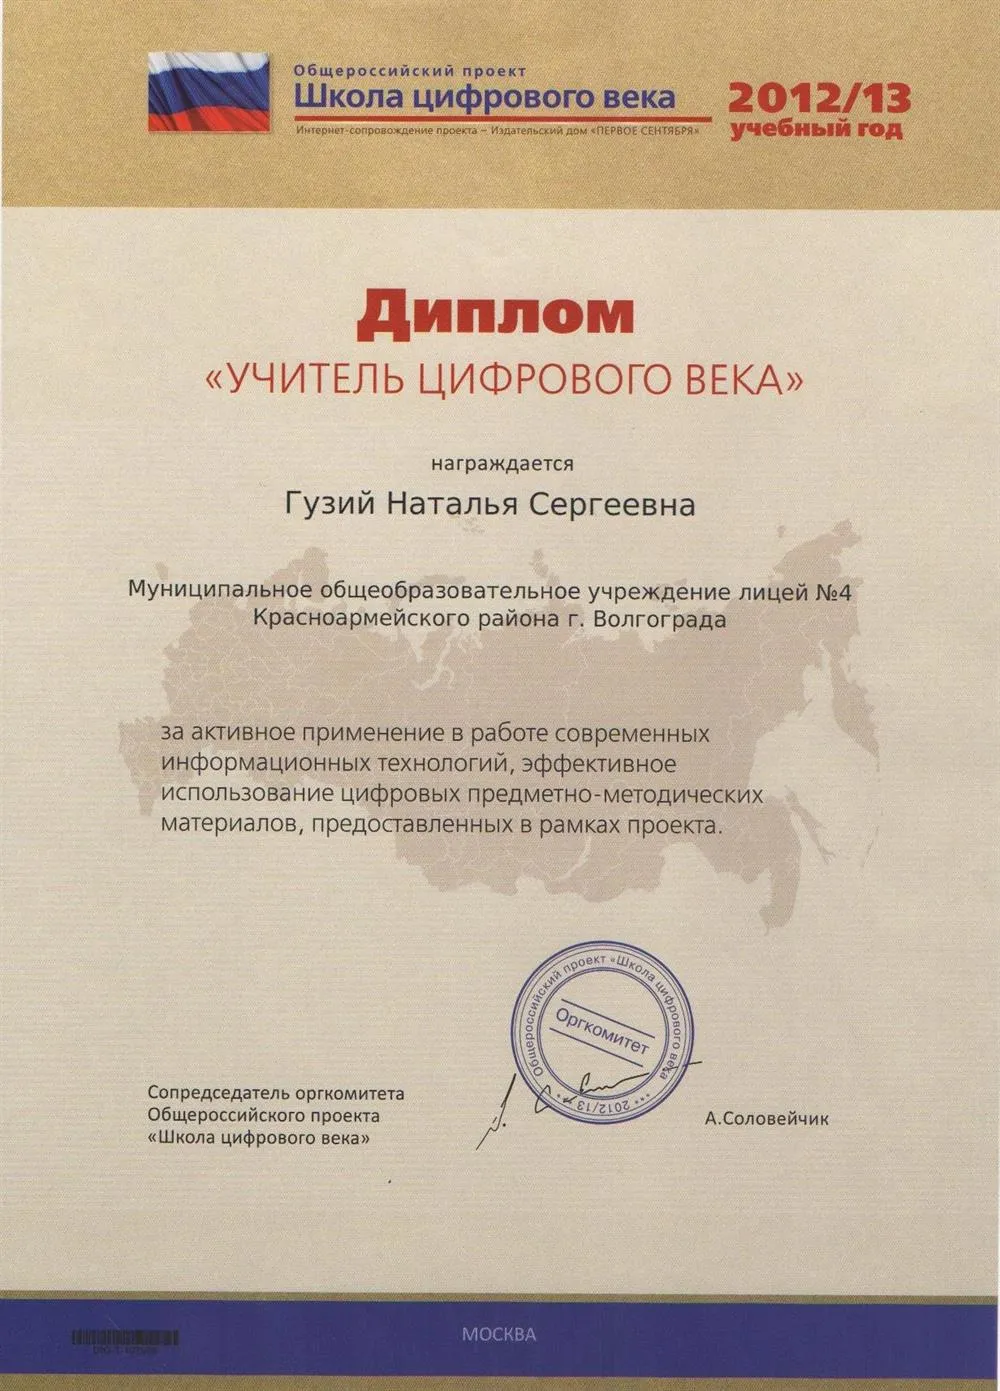 Общероссийский проект
Школа цифрового века
Интернет-сопровождение проекта – Издательский дом «ПЕРВОЕ СЕНТЯБРЯ»
2012/13
учебный год
Диплом
«УЧИТЕЛЬ ЦИФРОВОГО ВЕКА»
награждается
Гузий Наталья Сергеевна
Муниципальное общеобразовательное учреждение лицей №4
Красноармейского района г. Волгограда
за активное применение в работе современных
информационных технологий, эффективное
использование цифровых предметно-методических
материалов, предоставленных в рамках проекта.
Общероссийский проект «Школа цифрового века
*** 2012/13 ***
Оргкомитет
Сопредседатель оргкомитета
Общероссийского проекта
«Школа цифрового века»
А.Соловейчик
МОСКВА